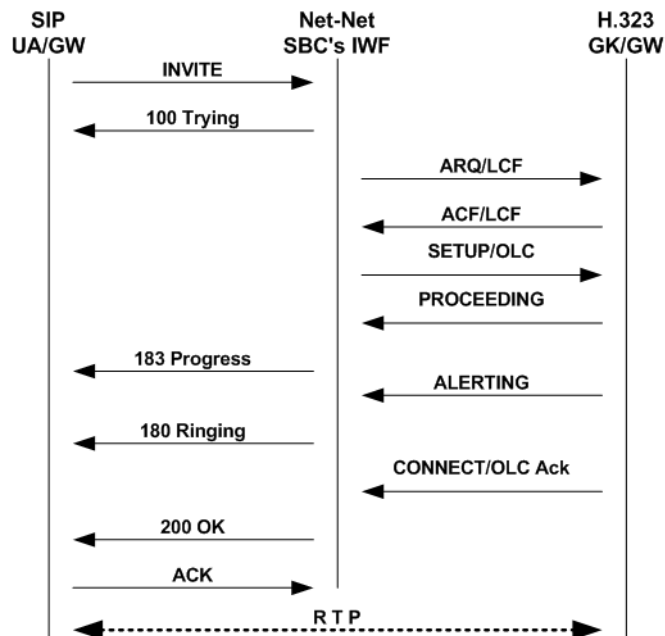 SIP
UA/GW
Net-Net
SBC's IWF
H.323
GK/GW
INVITE
100 Trying
ARQ/LCF
ACF/LCF
SETUP/OLC
PROCEEDING
183 Progress
ALERTING
180 Ringing
CONNECT/OLC Ack
200 OK
ACK
R T P